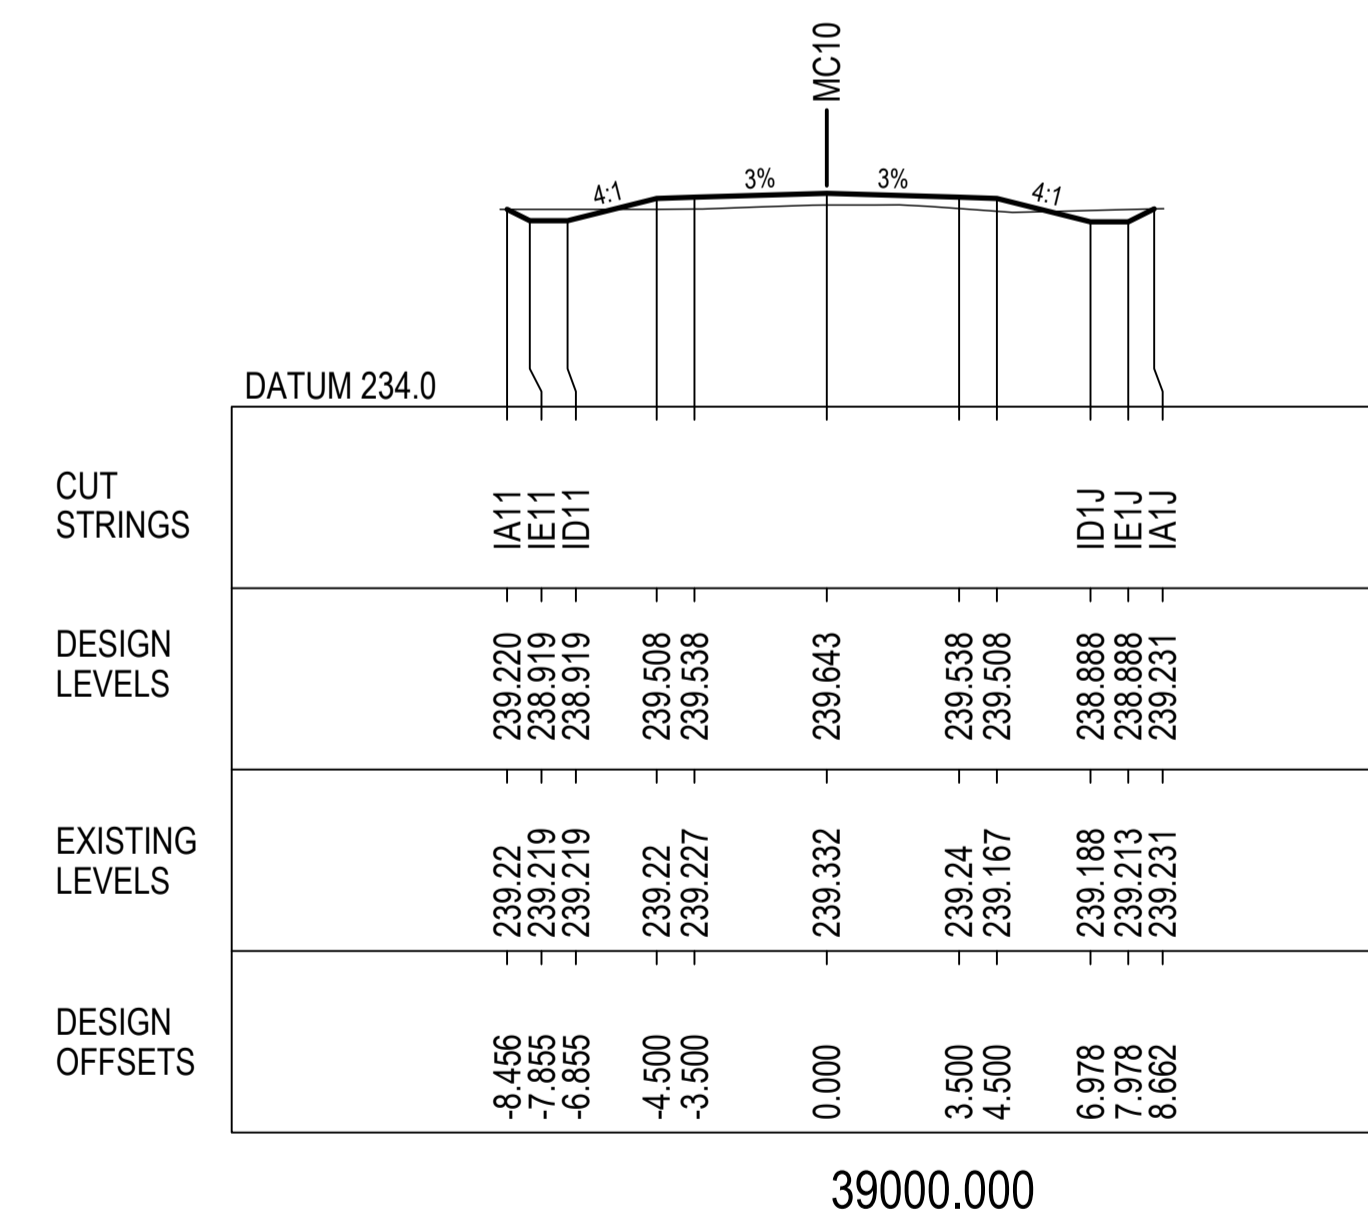 MC10
4:1 3% 3% 4:1
DATUM 234.0
CUT
STRINGS
IA11 IE11 ID11 ID1J IE1J IA1J
DESIGN
LEVELS
239.220 238.919 238.919 239.508 239.538 239.643 239.538 239.508 238.888 238.888 239.231
EXISTING
LEVELS
239.22 239.219 239.219 239.22 239.227 239.332 239.24 239.167 239.188 239.213 239.231
DESIGN
OFFSETS
-8.456 -7.855 -6.855 -4.500 -3.500 0.000 3.500 4.500 6.978 7.978 8.662
39000.000